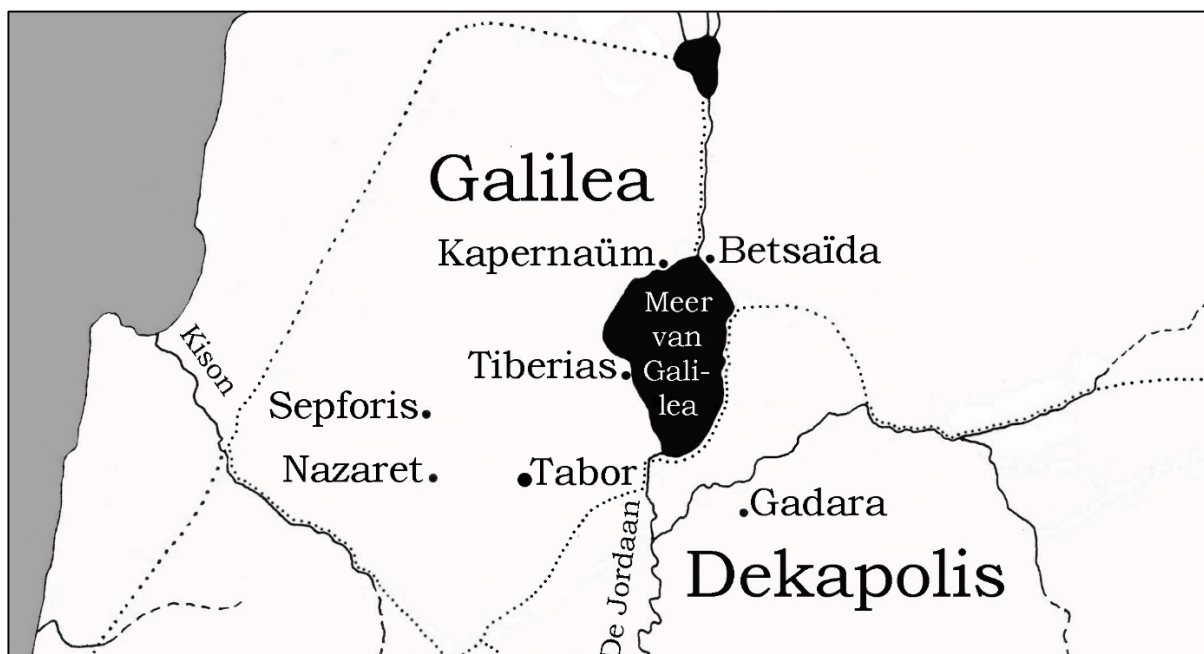 Galilea
Kapernaüm
Betsaïda
Meer
van
Gali-
lea
Kison
Tiberias
Sepforis
Nazaret
Tabor
Gadara
Dekapolis
De Jordaan